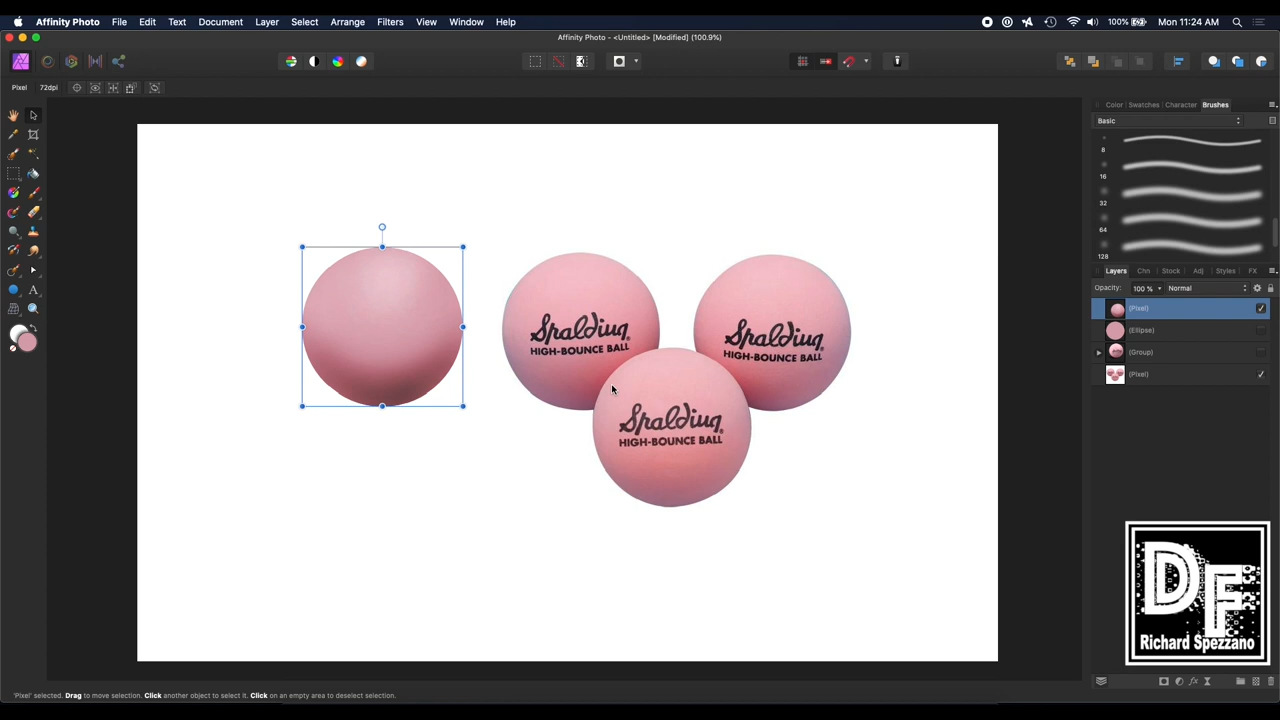 Affinity Photo File Edit Text Document Layer Select Arrange Filters View Window Help 100% Mon 11:24 AM
Affinity Photo - <Untitled> [Modified] (100.9%)
Pixel 72dpi
Color Swatches Character Brushes
Basic
8
16
32
64
128
Layers Chn Stock Adj Styles FX
Opacity: 100 % Normal
(Pixel)
(Ellipse)
(Group)
(Pixel)
Spalding
HIGH-BOUNCE BALL
Spalding
HIGH-BOUNCE BALL
Spalding
HIGH-BOUNCE BALL
DF
Richard Spezzano
'Pixel' selected. Drag to move selection. Click another object to select it. Click on an empty area to deselect selection.